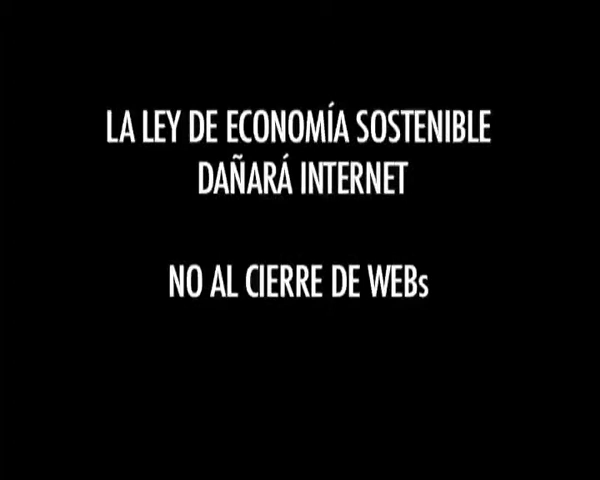 LA LEY DE ECONOMÍA SOSTENIBLE
DAÑARÁ INTERNET
NO AL CIERRE DE WEBs